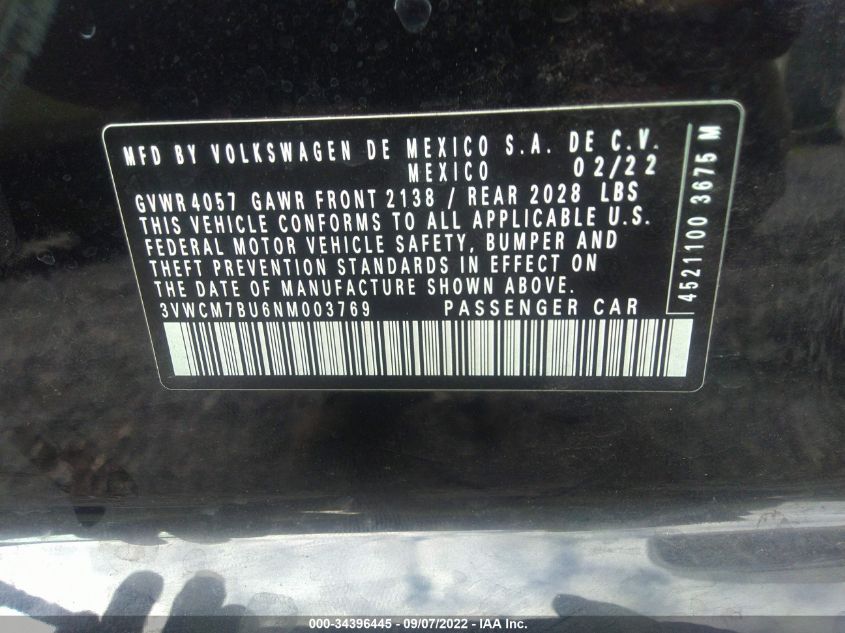 MFD BY VOLKSWAGEN DE MEXICO S.A. DE C.V.
MEXICO 02/22
GVWR 4057 GAWR FRONT 2138 / REAR 2028 LBS
THIS VEHICLE CONFORMS TO ALL APPLICABLE U.S.
FEDERAL MOTOR VEHICLE SAFETY, BUMPER AND
THEFT PREVENTION STANDARDS IN EFFECT ON
THE DATE OF MANUFACTURE SHOWN ABOVE.
3VWCM7BU6NM003769 PASSENGER CAR
4521100 3675 M
000-34396445 - 09/07/2022 - IAA Inc.